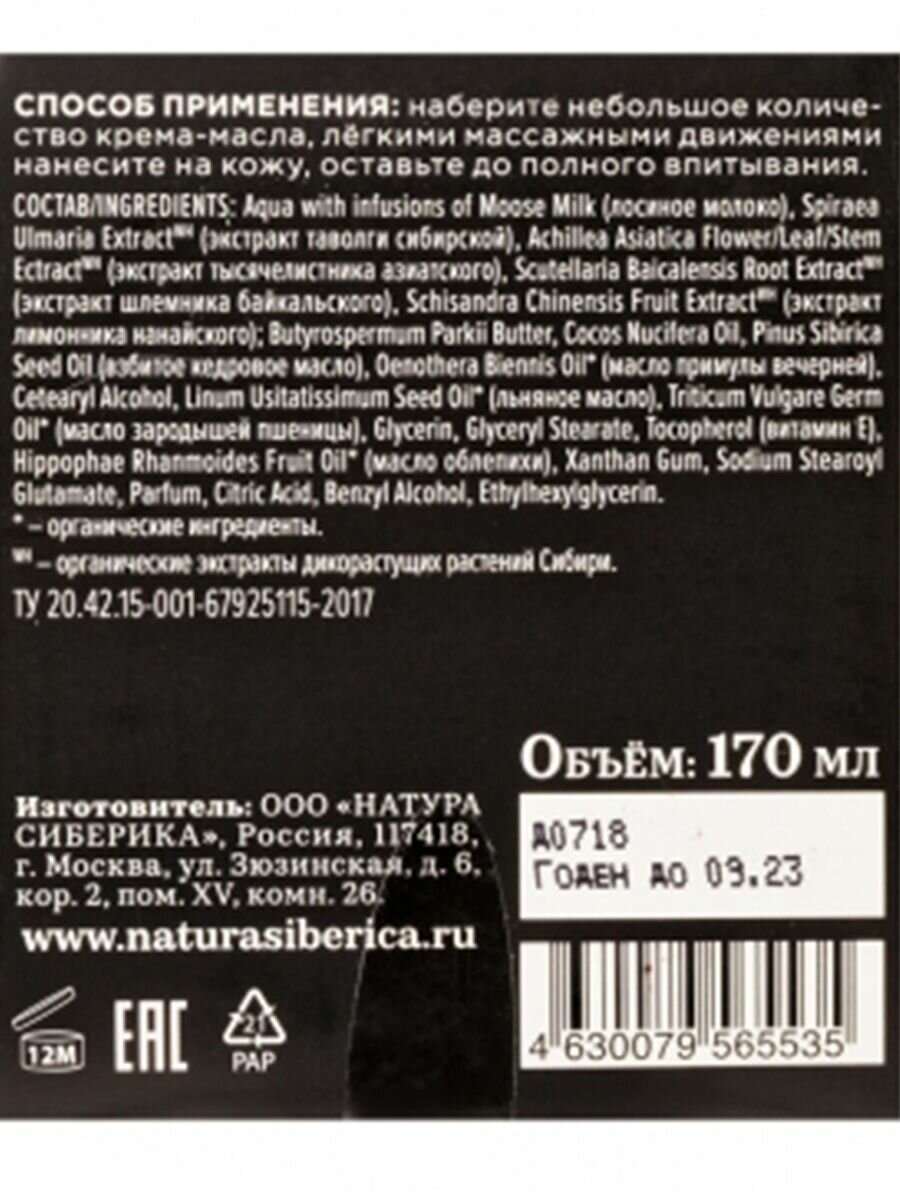 СПОСОБ ПРИМЕНЕНИЯ: наберите небольшое количе-
ство крема-масла, лёгкими массажными движениями
нанесите на кожу, оставьте до полного впитывания.
СОСТАВ/INGREDIENTS: Aqua with infusions of Moose Milk (лосиное молоко), Spiraea
Ulmaria Extractᵂᴴ (экстракт таволги сибирской), Achillea Asiatica Flower/Leaf/Stem
Ectractᵂᴴ (экстракт тысячелистника азиатского), Scutellaria Baicalensis Root Extractᵂᴴ
(экстракт шлемника байкальского), Schisandra Chinensis Fruit Extractᵂᴴ (экстракт
лимонника нанайского); Butyrospermum Parkii Butter, Cocos Nucifera Oil, Pinus Sibirica
Seed Oil (взбитое кедровое масло), Oenothera Biennis Oil* (масло примулы вечерней),
Cetearyl Alcohol, Linum Usitatissimum Seed Oil* (льняное масло), Triticum Vulgare Germ
Oil* (масло зародышей пшеницы), Glycerin, Glyceryl Stearate, Tocopherol (витамин Е),
Hippophae Rhamnoides Fruit Oil* (масло облепихи), Xanthan Gum, Sodium Stearoyl
Glutamate, Parfum, Citric Acid, Benzyl Alcohol, Ethylhexylglycerin.
* – органические ингредиенты.
ᵂᴴ – органические экстракты дикорастущих растений Сибири.
ТУ 20.42.15-001-67925115-2017
Объём: 170 мл
Изготовитель: ООО «НАТУРА
СИБЕРИКА», Россия, 117418,
г. Москва, ул. Зюзинская, д. 6,
кор. 2, пом. XV, комн. 26.
www.naturasiberica.ru
Д0718
Годен до 09.23
12M
EAC
21
PAP
4 630079 565535